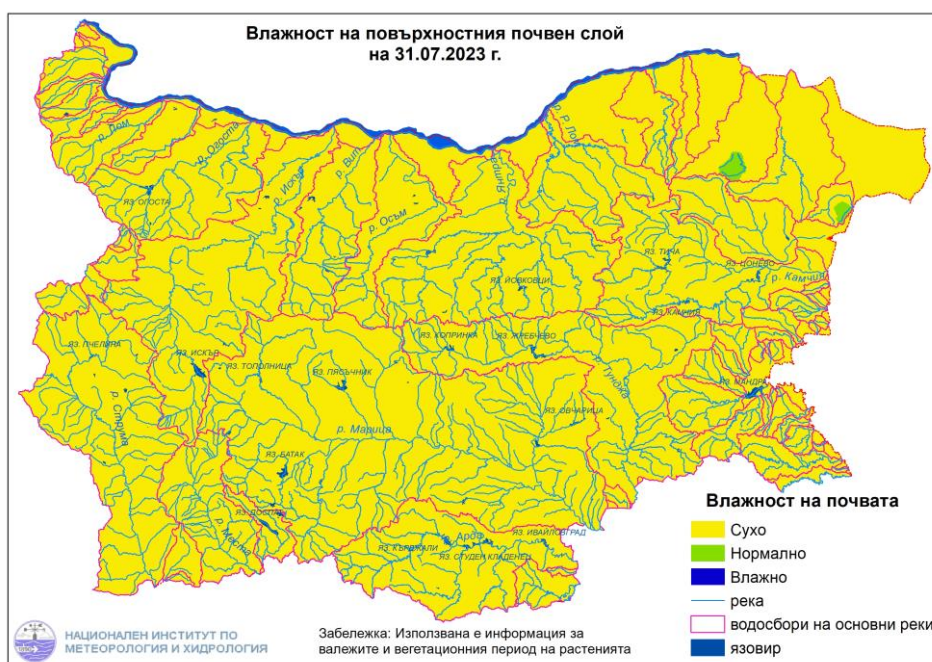 Влажност на повърхностния почвен слой
на 31.07.2023 г.
р. Лом
р. Огоста
р. Искър
р. Вит
р. Осъм
р. Янтра
р. Р. Лом
ЯЗ. ОГОСТА
ЯЗ. ТИЧА
ЯЗ. ЦОНЕВО
р. Камчия
ЯЗ. ЙОВКОВЦИ
ЯЗ. КАМЧИЯ
ЯЗ. ПЧЕЛИНА
ЯЗ. ИСКЪР
ЯЗ. ТОПОЛНИЦА
ЯЗ. ПЯСЪЧНИК
ЯЗ. КОПРИНКА
ЯЗ. ЖРЕБЧЕВО
р. Тунджа
ЯЗ. МАНДРА
р. Струма
ЯЗ. ОВЧАРИЦА
р. Марица
ЯЗ. БАТАК
ЯЗ. ДОСПАТ
р. Места
р. Арда
ЯЗ. КЪРДЖАЛИ
ЯЗ. СТУДЕН КЛАДЕНЕЦ
ЯЗ. ИВАЙЛОВГРАД
Влажност на почвата
Сухо
Нормално
Влажно
река
водосбори на основни реки
язовир
НАЦИОНАЛЕН ИНСТИТУТ ПО
МЕТЕОРОЛОГИЯ И ХИДРОЛОГИЯ
Забележка: Използвана е информация за
валежите и вегетационния период на растенията